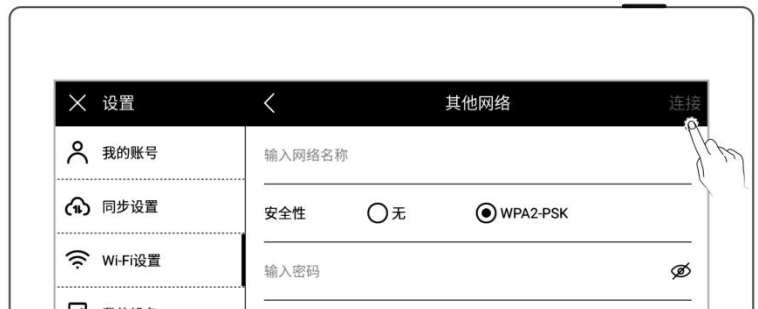 设置
其他网络
连接
我的账号
输入网络名称
同步设置
安全性
无
WPA2-PSK
Wi-Fi设置
输入密码